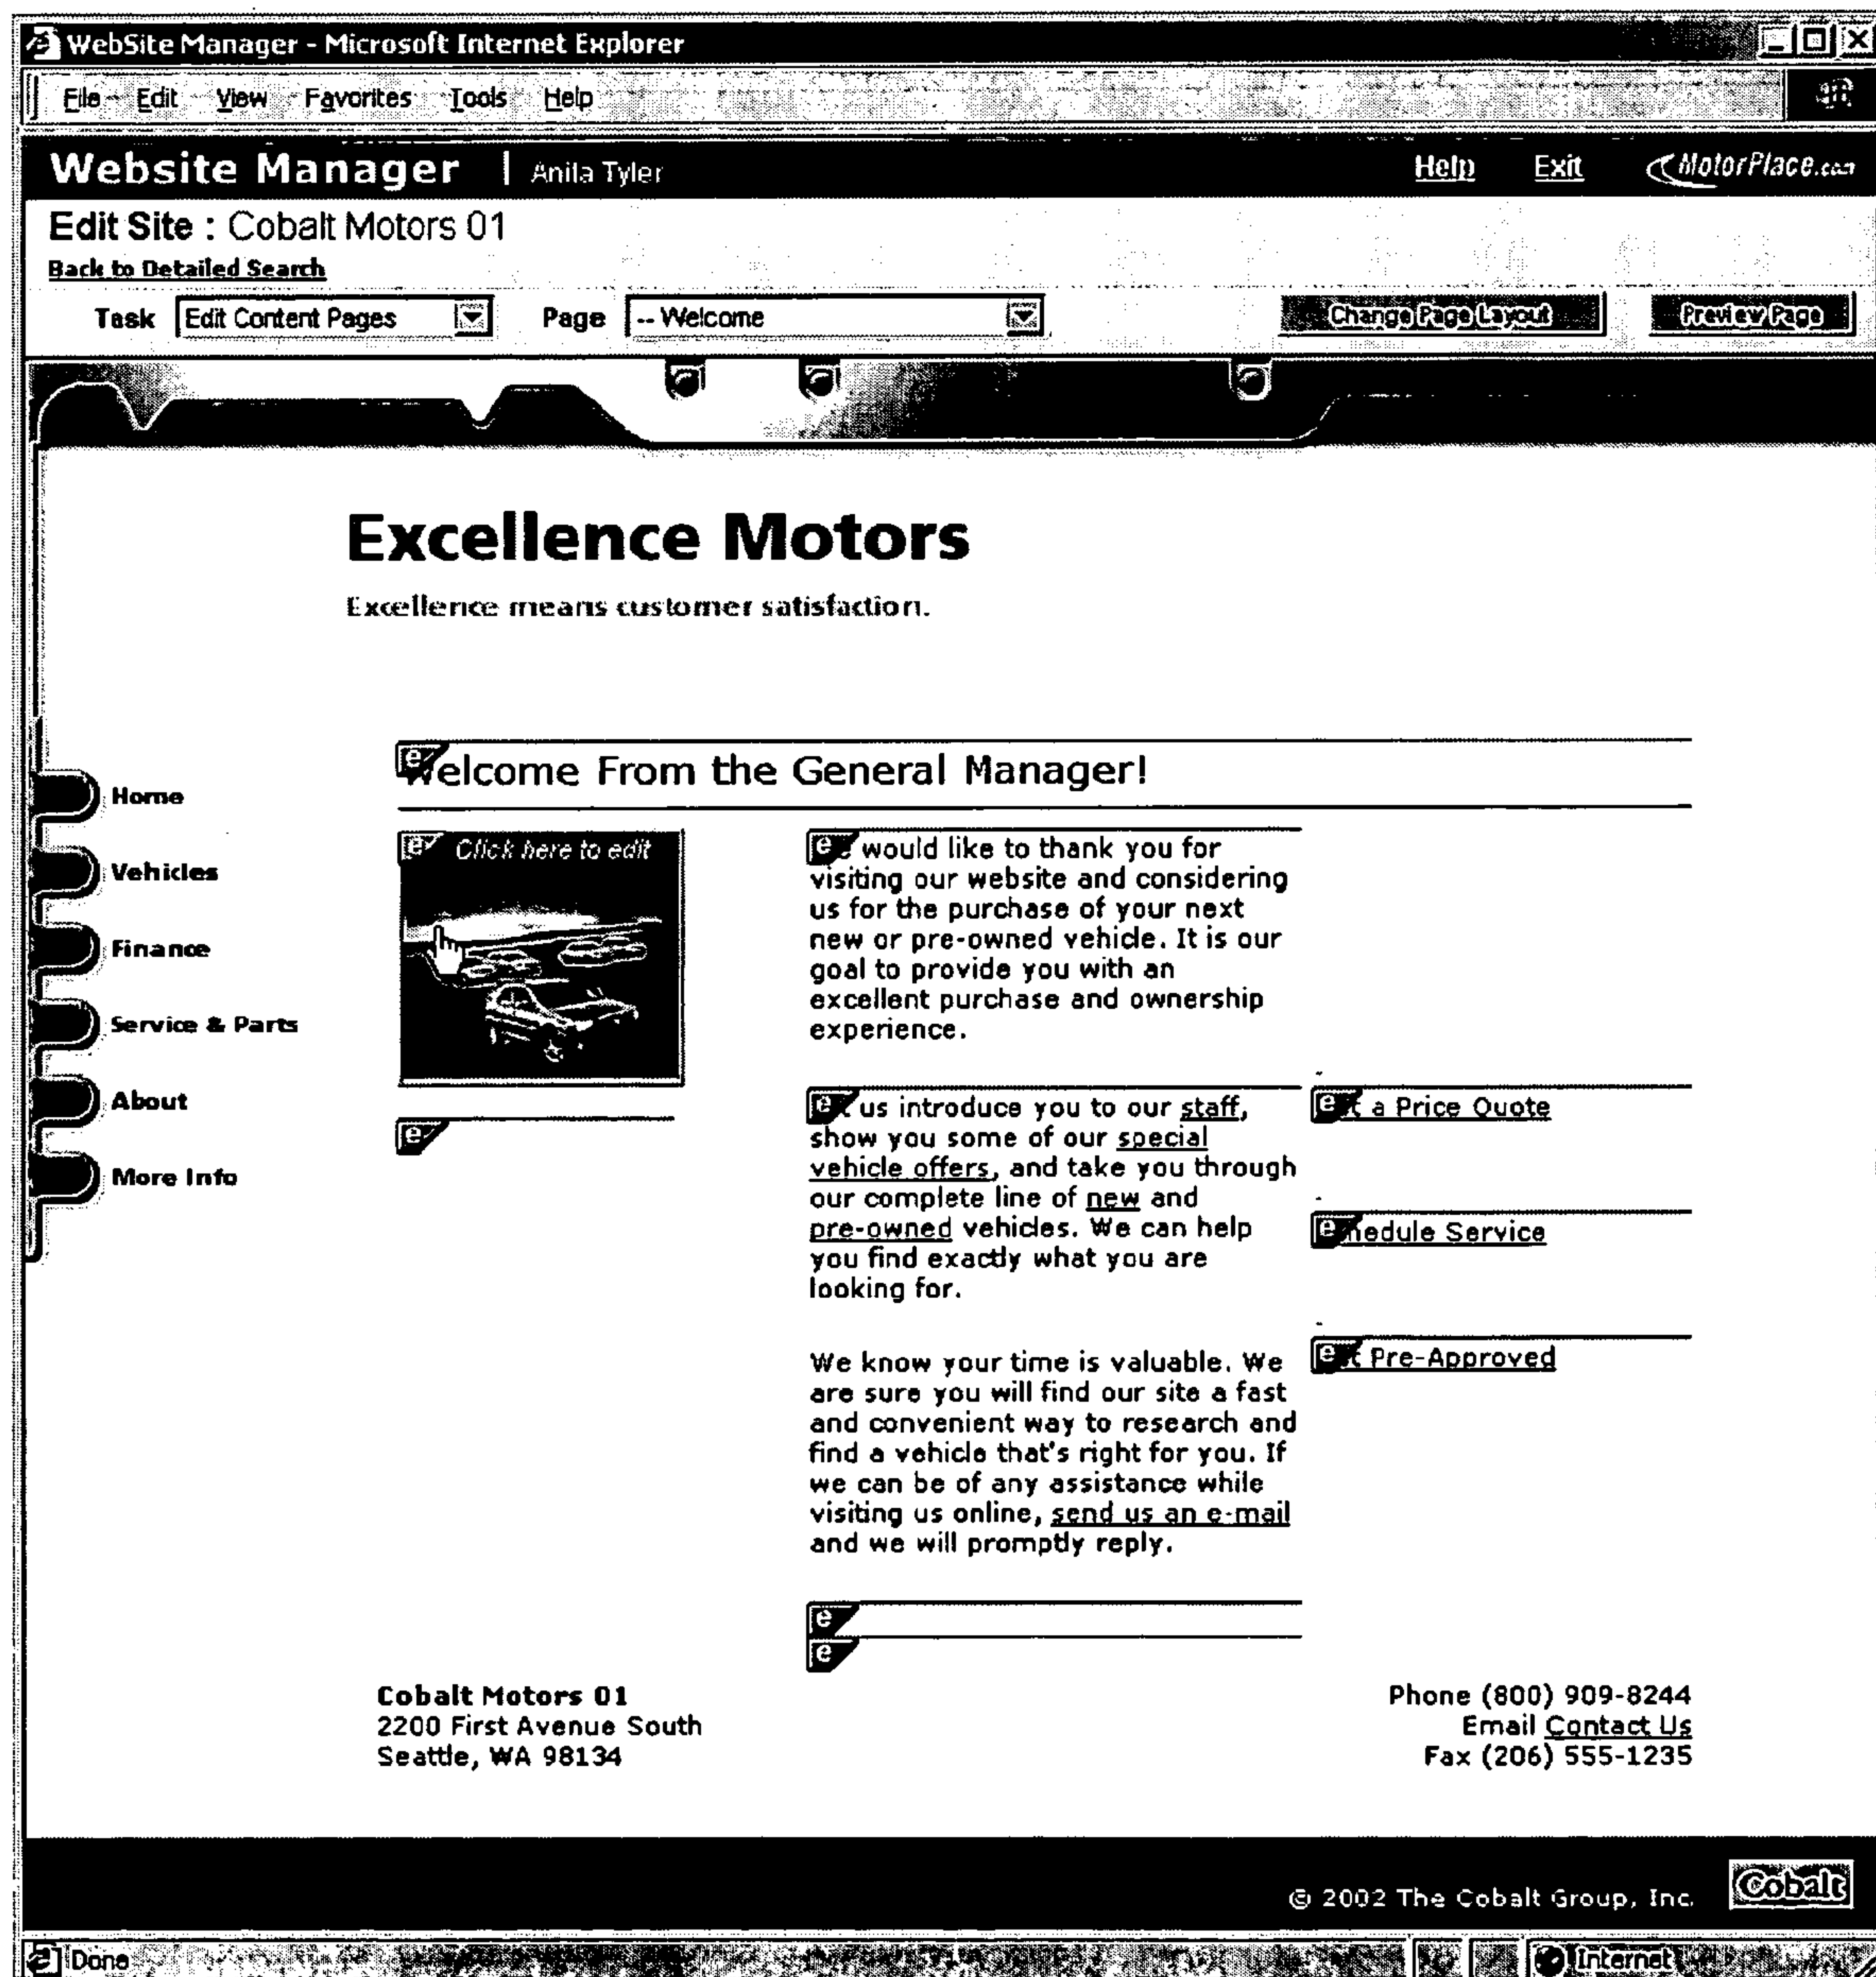 WebSite Manager - Microsoft Internet Explorer
File Edit View Favorites Tools Help
Website Manager | Anita Tyler Help Exit MotorPlace.com
Edit Site : Cobalt Motors 01
Back to Detailed Search
Task Edit Content Pages Page -- Welcome Change Page Layout Preview Page
Excellence Motors
Excellence means customer satisfaction.
e Welcome From the General Manager!
Home
Vehicles
Finance
Service & Parts
About
More Info
e Click here to edit
e
e would like to thank you for
visiting our website and considering
us for the purchase of your next
new or pre-owned vehicle. It is our
goal to provide you with an
excellent purchase and ownership
experience.
e us introduce you to our staff,
show you some of our special
vehicle offers, and take you through
our complete line of new and
pre-owned vehicles. We can help
you find exactly what you are
looking for.
We know your time is valuable. We
are sure you will find our site a fast
and convenient way to research and
find a vehicle that's right for you. If
we can be of any assistance while
visiting us online, send us an e-mail
and we will promptly reply.
e
e
e a Price Quote
e hedule Service
e Pre-Approved
Cobalt Motors 01
2200 First Avenue South
Seattle, WA 98134
Phone (800) 909-8244
Email Contact Us
Fax (206) 555-1235
© 2002 The Cobalt Group, Inc. Cobalt
Done Internet